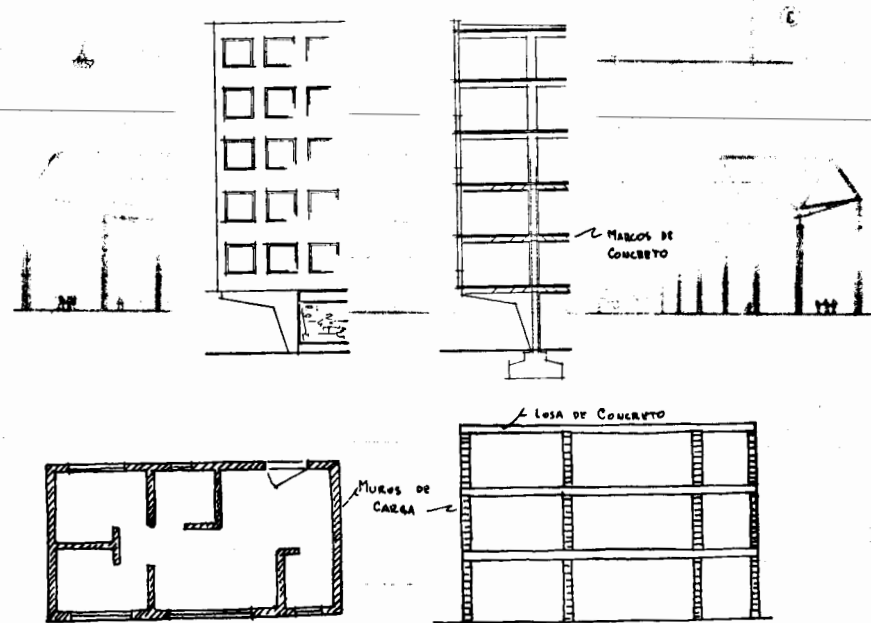 MARCOS DE
CONCRETO
LOSA DE CONCRETO
MUROS DE
CARGA